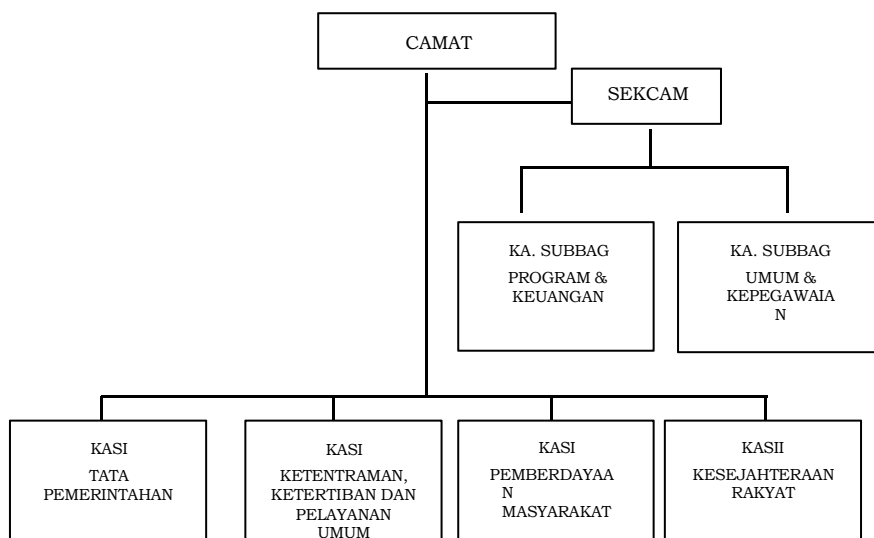 CAMAT
SEKCAM
KA. SUBBAG
PROGRAM &
KEUANGAN
KA. SUBBAG
UMUM &
KEPEGAWAIA
N
KASI
TATA
PEMERINTAHAN
KASI
KETENTRAMAN,
KETERTIBAN DAN
PELAYANAN
UMUM
KASI
PEMBERDAYAA
N
MASYARAKAT
KASII
KESEJAHTERAAN
RAKYAT